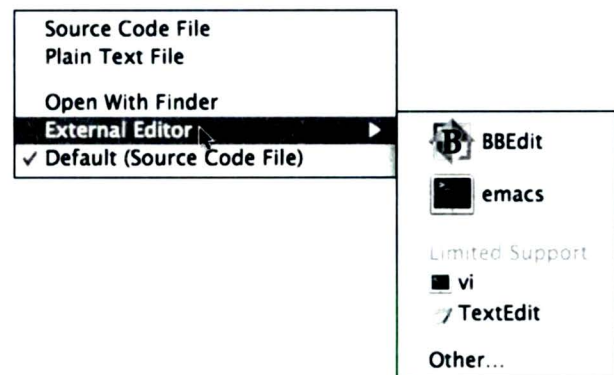 Source Code File
Plain Text File
Open With Finder
External Editor
✓ Default (Source Code File)
BBEdit
emacs
Limited Support
vi
TextEdit
Other...